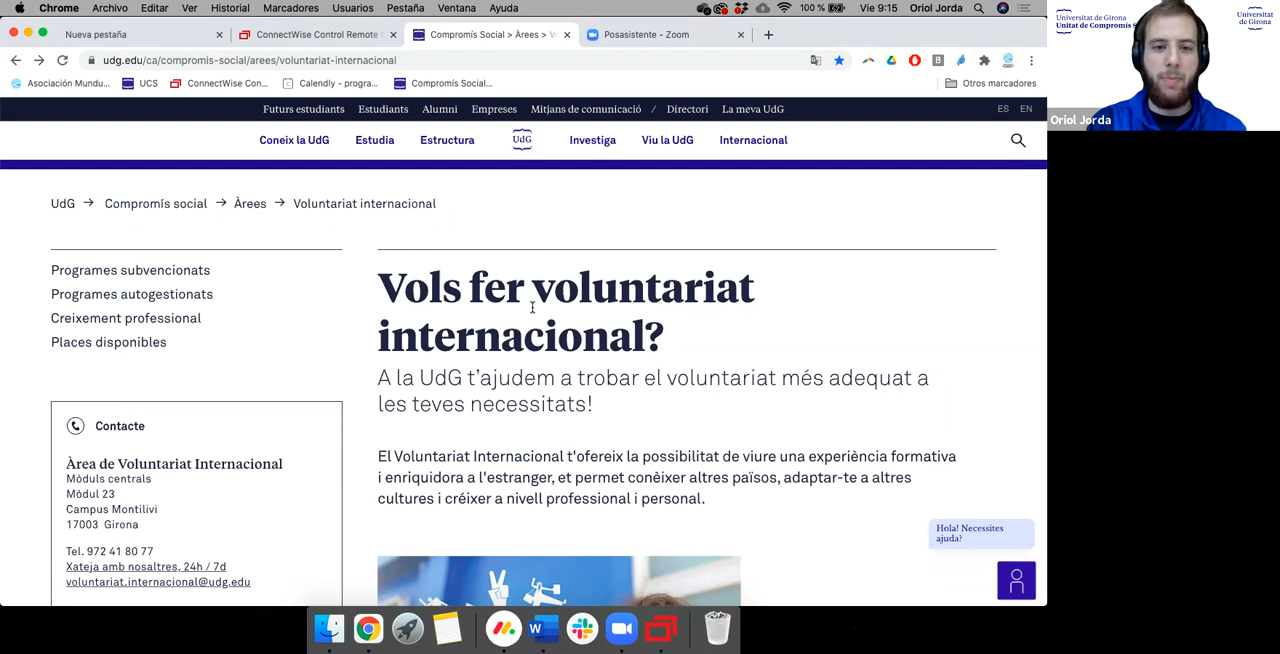 Chrome Archivo Editar Ver Historial Marcadores Usuarios Pestaña Ventana Ayuda
100 % Vie 9:15 Oriol Jorda
Nueva pestaña
ConnectWise Control Remote S
Compromís Social > Àrees > Vo
Posasistente - Zoom
udg.edu/ca/compromis-social/arees/voluntariat-internacional
Asociación Mundu... UCS ConnectWise Con... Calendly - progra... Compromís Social... Otros marcadores
Futurs estudiants Estudiants Alumni Empreses Mitjans de comunicació / Directori La meva UdG ES EN
Coneix la UdG Estudia Estructura UdG Investiga Viu la UdG Internacional
UdG → Compromís social → Àrees → Voluntariat internacional
Programes subvencionats
Programes autogestionats
Creixement professional
Places disponibles
Contacte
Àrea de Voluntariat Internacional
Mòduls centrals
Mòdul 23
Campus Montilivi
17003 Girona
Tel. 972 41 80 77
Xateja amb nosaltres, 24h / 7d
voluntariat.internacional@udg.edu
Vols fer voluntariat
internacional?
A la UdG t'ajudem a trobar el voluntariat més adequat a
les teves necessitats!
El Voluntariat Internacional t'ofereix la possibilitat de viure una experiència formativa
i enriquidora a l'estranger, et permet conèixer altres països, adaptar-te a altres
cultures i créixer a nivell professional i personal.
Hola! Necessites
ajuda?
Universitat de Girona
Unitat de Compromís S
Universitat
de Girona
Oriol Jorda